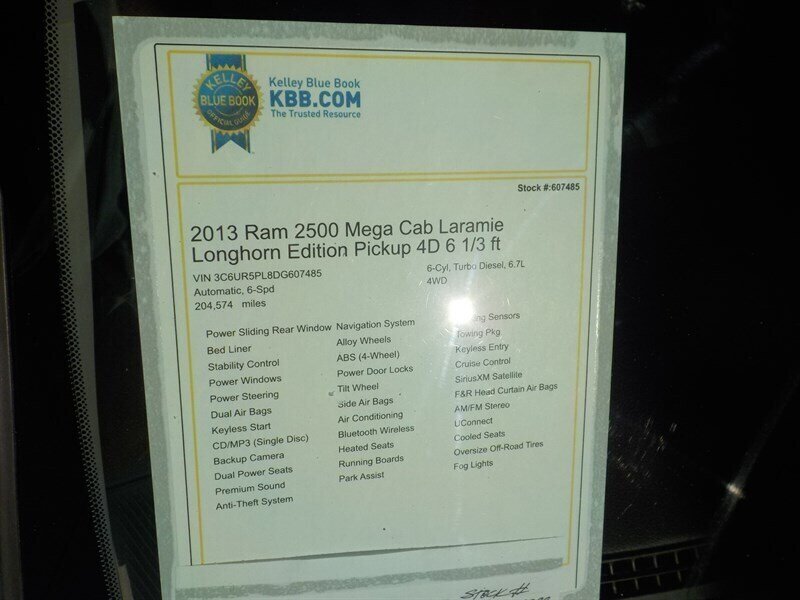 KELLEY
BLUE BOOK
OFFICIAL GUIDE
Kelley Blue Book
KBB.COM
The Trusted Resource
Stock #:607485
2013 Ram 2500 Mega Cab Laramie
Longhorn Edition Pickup 4D 6 1/3 ft
VIN 3C6UR5PL8DG607485
Automatic, 6-Spd
204,574 miles
6-Cyl, Turbo Diesel, 6.7L
4WD
Power Sliding Rear Window
Bed Liner
Stability Control
Power Windows
Power Steering
Dual Air Bags
Keyless Start
CD/MP3 (Single Disc)
Backup Camera
Dual Power Seats
Premium Sound
Anti-Theft System
Navigation System
Alloy Wheels
ABS (4-Wheel)
Power Door Locks
Tilt Wheel
Side Air Bags
Air Conditioning
Bluetooth Wireless
Heated Seats
Running Boards
Park Assist
Sensors
Towing Pkg
Keyless Entry
Cruise Control
SiriusXM Satellite
F&R Head Curtain Air Bags
AM/FM Stereo
UConnect
Cooled Seats
Oversize Off-Road Tires
Fog Lights
STOCK #